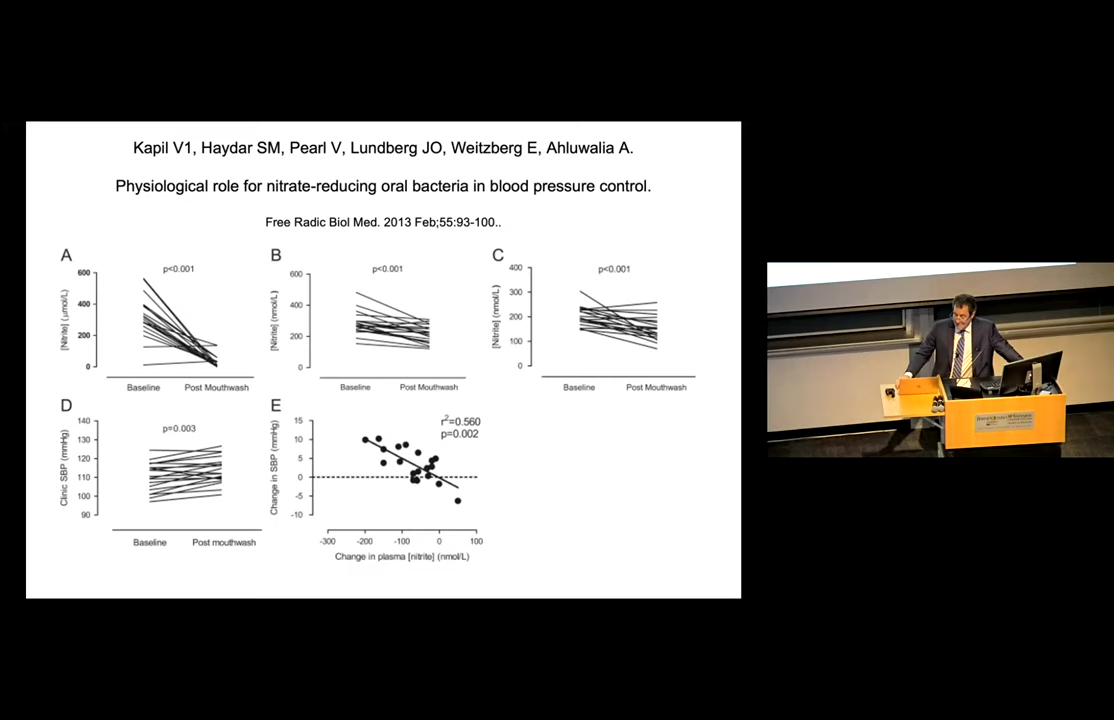 Kapil V1, Haydar SM, Pearl V, Lundberg JO, Weitzberg E, Ahluwalia A.
Physiological role for nitrate-reducing oral bacteria in blood pressure control.
Free Radic Biol Med. 2013 Feb;55:93-100..
A
p<0.001
[Nitrite] (μmol/L)
600
400
200
0
Baseline
Post Mouthwash
B
p<0.001
[Nitrite] (nmol/L)
600
400
200
0
Baseline
Post Mouthwash
C
p<0.001
[Nitrite] (nmol/L)
400
300
200
100
0
Baseline
Post Mouthwash
D
p=0.003
Clinic SBP (mmHg)
140
130
120
110
100
90
Baseline
Post mouthwash
E
r²=0.560
p=0.002
Change in SBP (mmHg)
15
10
5
0
-5
-10
-300
-200
-100
0
100
Change in plasma [nitrite] (nmol/L)